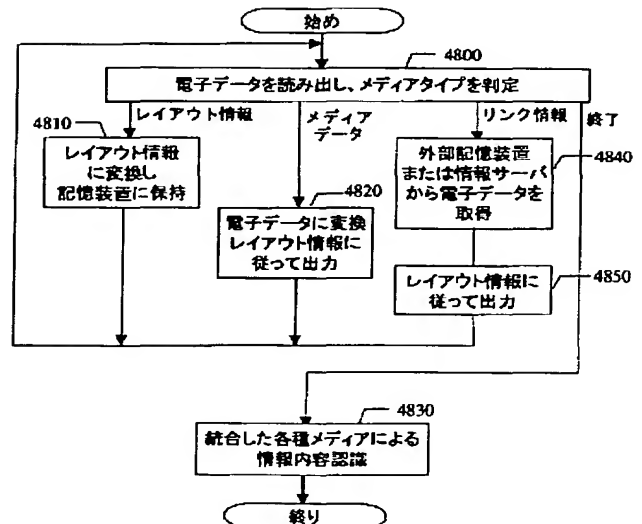 始め
4800
電子データを読み出し、メディアタイプを判定
4810
レイアウト情報
メディア
データ
リンク情報
終了
レイアウト情報
に変換し
記憶装置に保持
4820
電子データに変換
レイアウト情報に
従って出力
外部記憶装置
または情報サーバ
から電子データを
取得
4840
レイアウト情報に
従って出力
4850
4830
統合した各種メディアによる
情報内容認識
終り